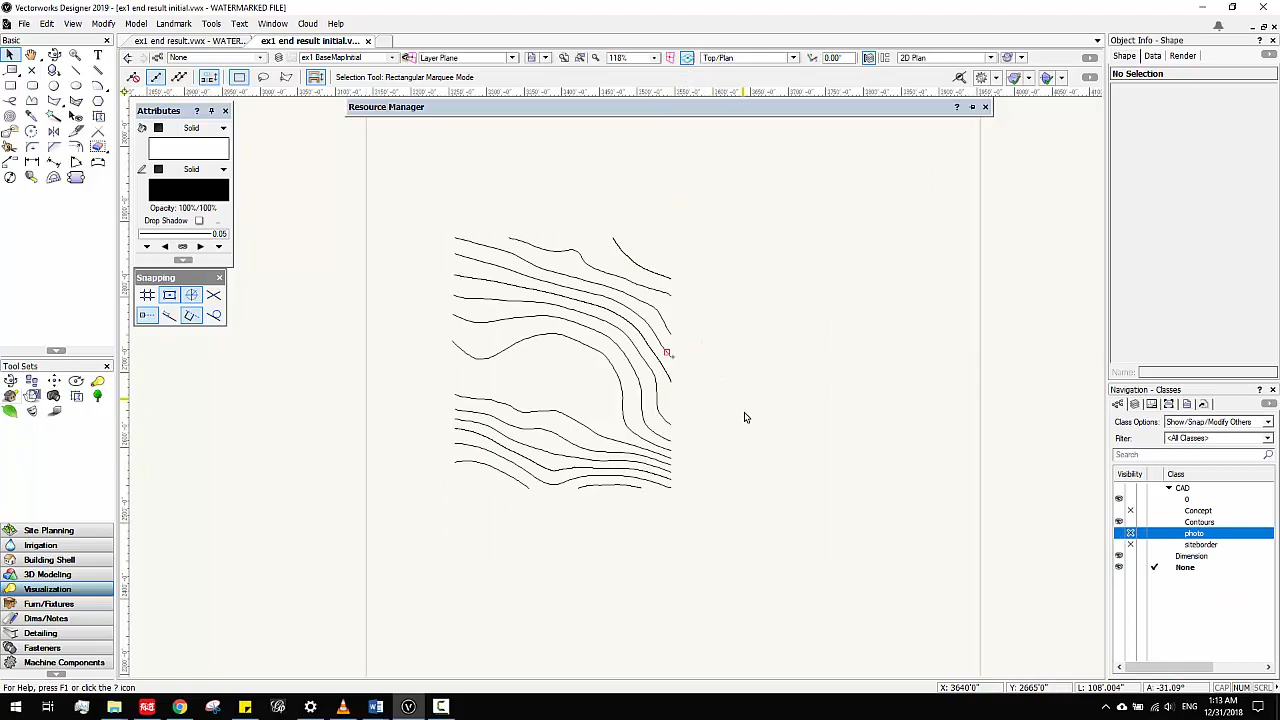 Vectorworks Designer 2019 - ex1 end result.vwx - WATERMARKED FILE]
File Edit View Modify Model Landmark Tools Text Window Cloud Help
Basic
ex1 end result.vwx - WATER...
ex1 end result initial.vwx...
None
ex1 BaseMapInitial
Layer Plane
118%
Top/Plan
0.00°
2D Plan
Selection Tool: Rectangular Marquee Mode
Attributes
Solid
Solid
Opacity: 100%/100%
Drop Shadow
0.05
Snapping
Resource Manager
Tool Sets
Site Planning
Irrigation
Building Shell
3D Modeling
Visualization
Furn/Fixtures
Dims/Notes
Detailing
Fasteners
Machine Components
Object Info - Shape
Shape Data Render
No Selection
Name:
Navigation - Classes
Class Options: Show/Snap/Modify Others
Filter: <All Classes>
Search
Visibility Class
CAD
0
Concept
Contours
photo
siteborder
Dimension
None
For Help, press F1 or click the ? icon
X: 3640'0" Y: 2665'0" L: 108'.004" A: -31.09°
CAP NUM SCRL
ENG
1:13 AM
12/31/2018